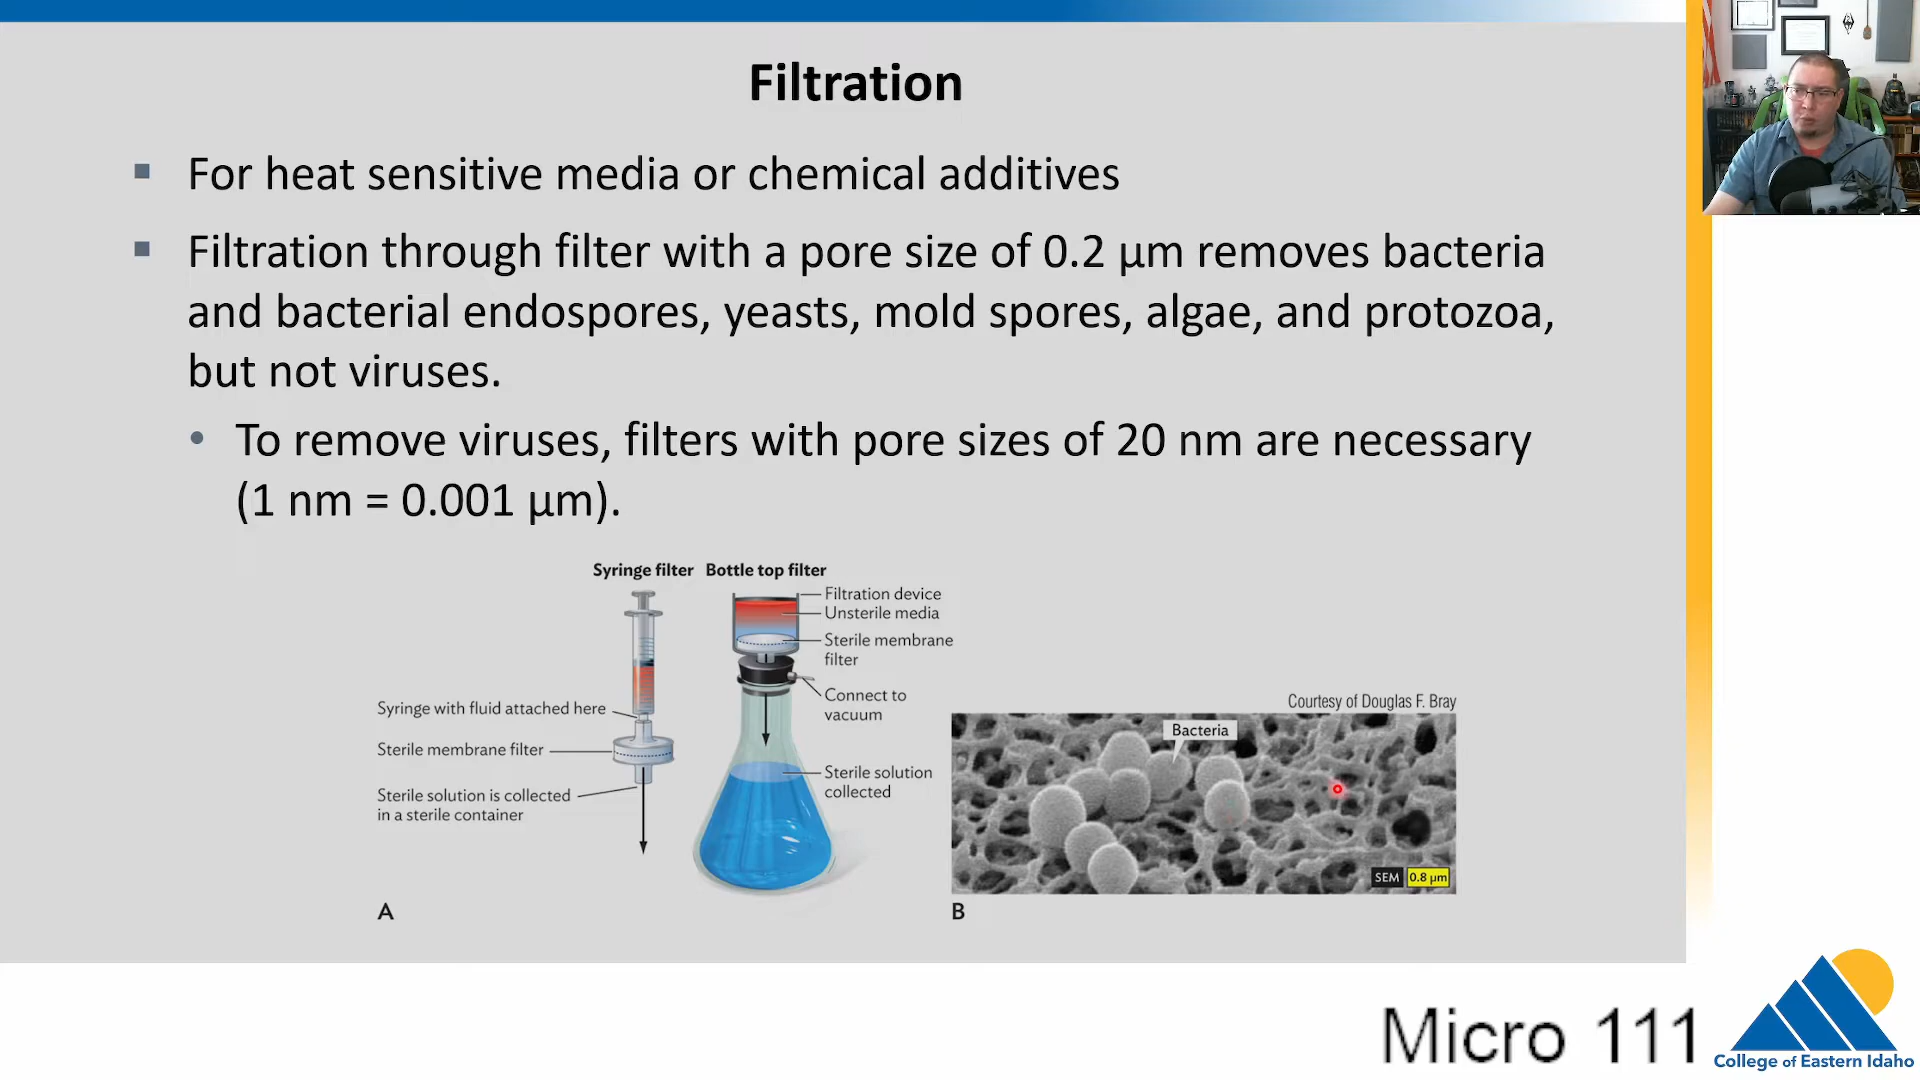 Filtration
For heat sensitive media or chemical additives
Filtration through filter with a pore size of 0.2 µm removes bacteria
and bacterial endospores, yeasts, mold spores, algae, and protozoa,
but not viruses.
To remove viruses, filters with pore sizes of 20 nm are necessary
(1 nm = 0.001 µm).
Syringe filter
Syringe with fluid attached here
Sterile membrane filter
Sterile solution is collected
in a sterile container
Bottle top filter
Filtration device
Unsterile media
Sterile membrane
filter
Connect to
vacuum
Sterile solution
collected
A
Courtesy of Douglas F. Bray
Bacteria
SEM 0.8 µm
B
Micro 111
College of Eastern Idaho